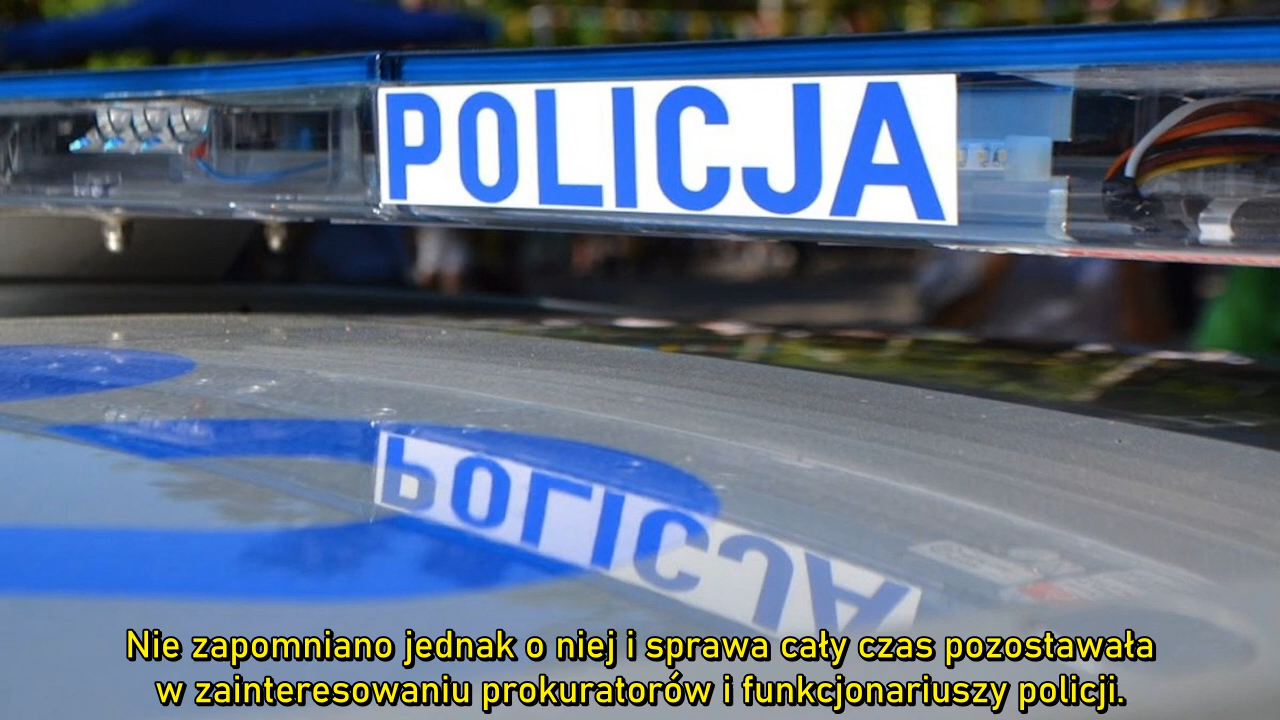 POLICJA
POLICJA
Nie zapomniano jednak o niej i sprawa cały czas pozostawała
w zainteresowaniu prokuratorów i funkcjonariuszy policji.